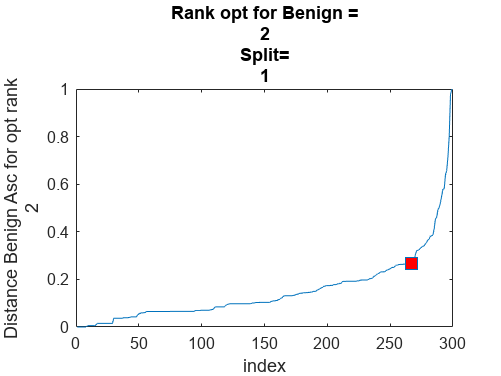 Rank opt for Benign =
2
Split=
1
Distance Benign Asc for opt rank
2
1
0.8
0.6
0.4
0.2
0
0 50 100 150 200 250 300
index